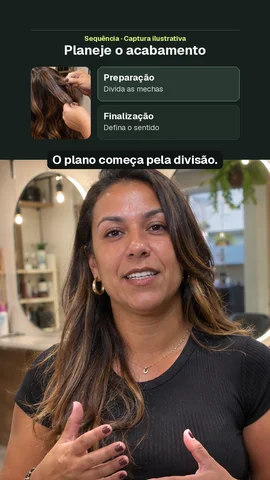 Sequência · Captura ilustrativa
Planeje o acabamento
Preparação
Divida as mechas
Finalização
Defina o sentido
O plano começa pela divisão.